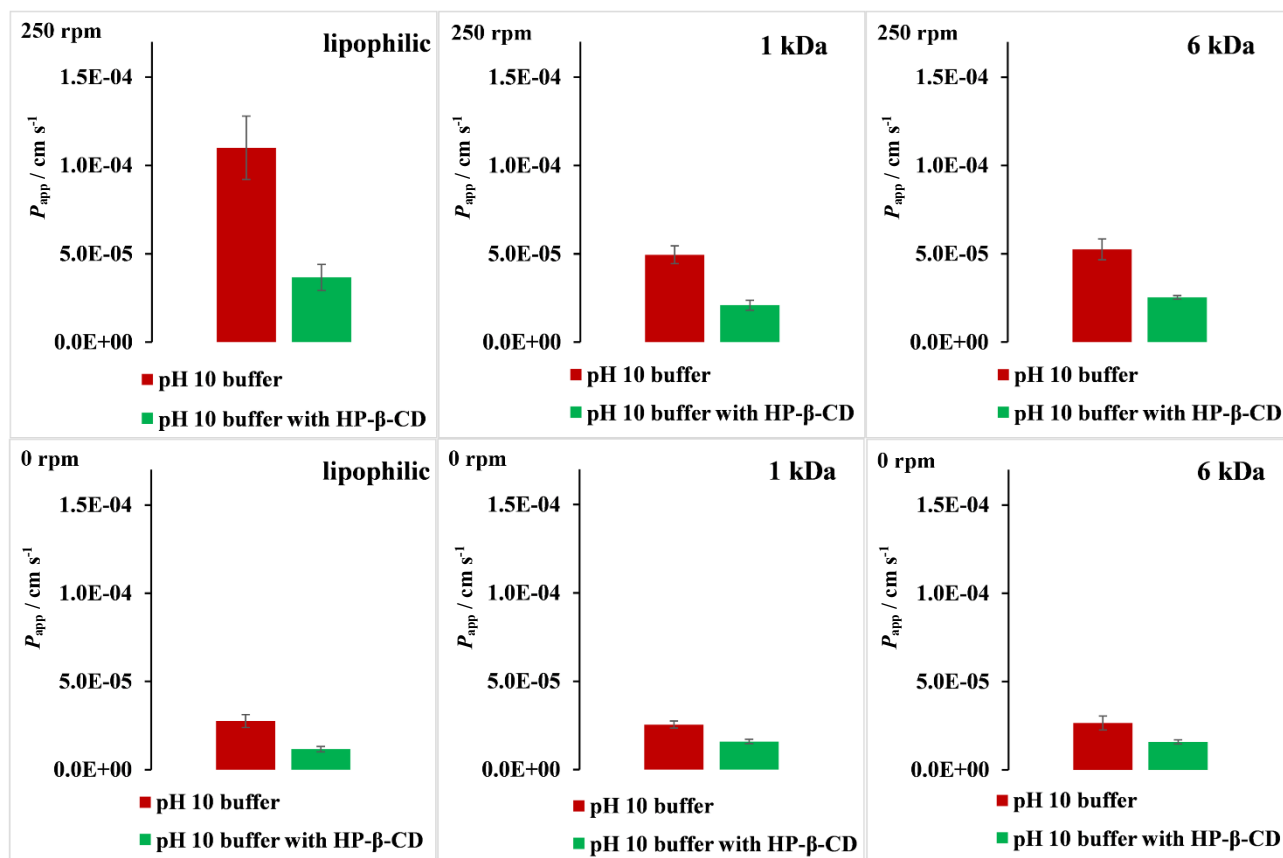 250 rpm
lipophilic
1.5E-04
1.0E-04
5.0E-05
0.0E+00
Papp / cm s-1
pH 10 buffer
pH 10 buffer with HP-β-CD
250 rpm
1 kDa
1.5E-04
1.0E-04
5.0E-05
0.0E+00
Papp / cm s-1
pH 10 buffer
pH 10 buffer with HP-β-CD
250 rpm
6 kDa
1.5E-04
1.0E-04
5.0E-05
0.0E+00
Papp / cm s-1
pH 10 buffer
pH 10 buffer with HP-β-CD
0 rpm
lipophilic
1.5E-04
1.0E-04
5.0E-05
0.0E+00
Papp / cm s-1
pH 10 buffer
pH 10 buffer with HP-β-CD
0 rpm
1 kDa
1.5E-04
1.0E-04
5.0E-05
0.0E+00
Papp / cm s-1
pH 10 buffer
pH 10 buffer with HP-β-CD
0 rpm
6 kDa
1.5E-04
1.0E-04
5.0E-05
0.0E+00
Papp / cm s-1
pH 10 buffer
pH 10 buffer with HP-β-CD